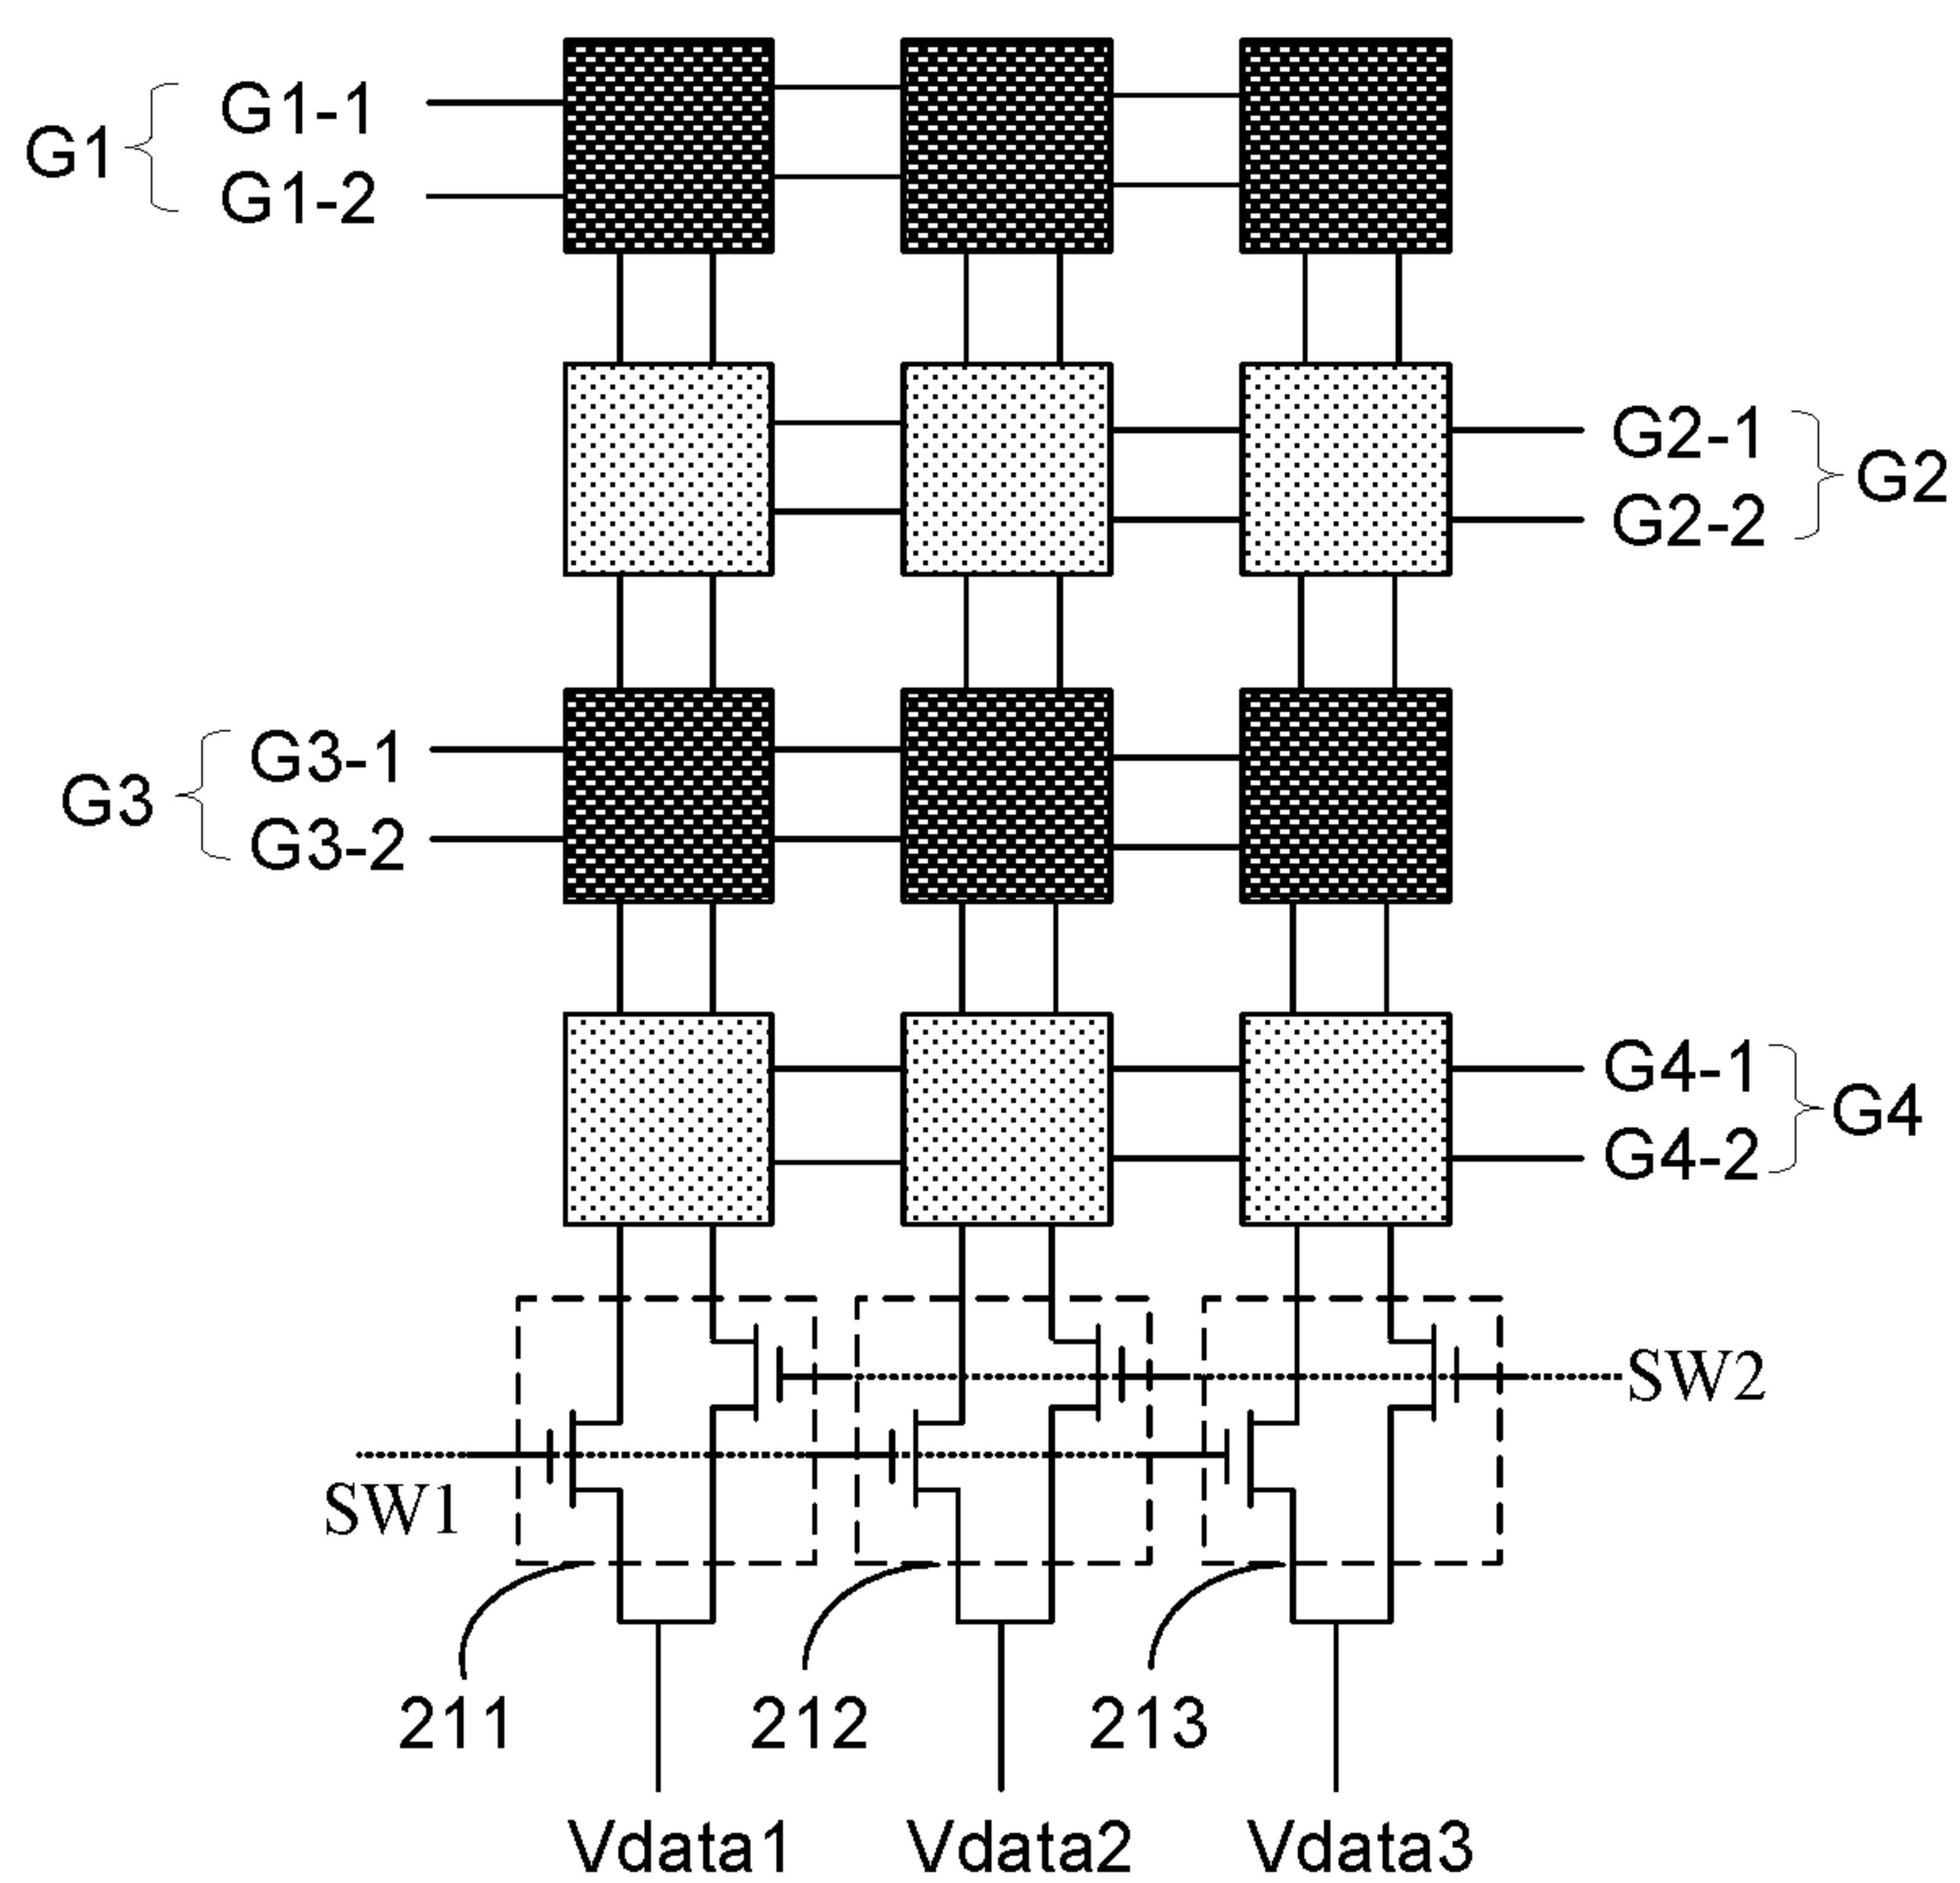 G1
G1-1
G1-2
G2-1
G2-2
G2
G3
G3-1
G3-2
G4-1
G4-2
G4
SW2
SW1
211
212
213
Vdata1
Vdata2
Vdata3